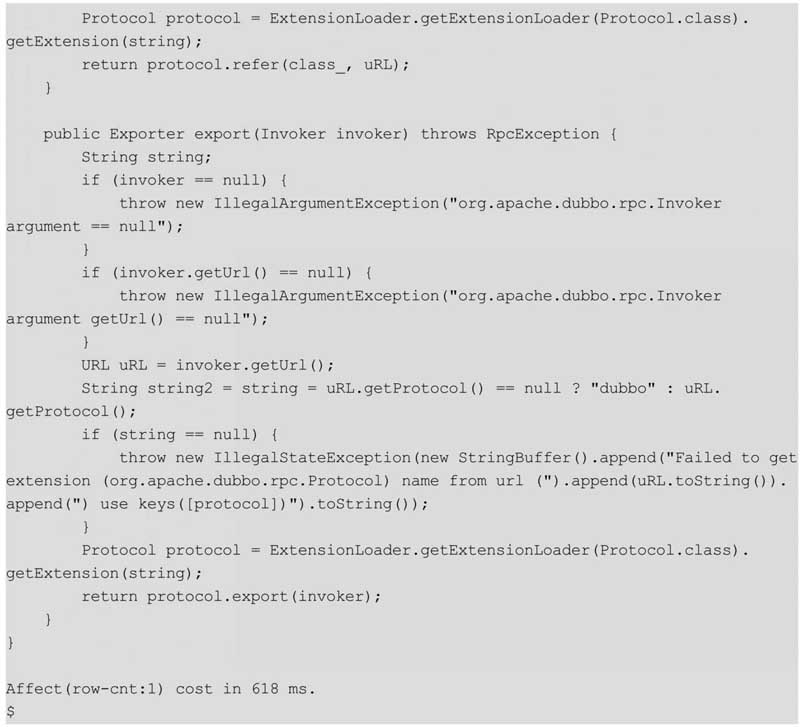 Protocol protocol = ExtensionLoader.getExtensionLoader(Protocol.class).
getExtension(string);
        return protocol.refer(class_, uRL);
    }

    public Exporter export(Invoker invoker) throws RpcException {
        String string;
        if (invoker == null) {
            throw new IllegalArgumentException("org.apache.dubbo.rpc.Invoker
argument == null");
        }
        if (invoker.getUrl() == null) {
            throw new IllegalArgumentException("org.apache.dubbo.rpc.Invoker
argument getUrl() == null");
        }
        URL uRL = invoker.getUrl();
        String string2 = string = uRL.getProtocol() == null ? "dubbo" : uRL.
getProtocol();
        if (string == null) {
            throw new IllegalStateException(new StringBuffer().append("Failed to get
extension (org.apache.dubbo.rpc.Protocol) name from url (").append(uRL.toString()).
append(") use keys([protocol])").toString());
        }
        Protocol protocol = ExtensionLoader.getExtensionLoader(Protocol.class).
getExtension(string);
        return protocol.export(invoker);
    }
}

Affect(row-cnt:1) cost in 618 ms.
$